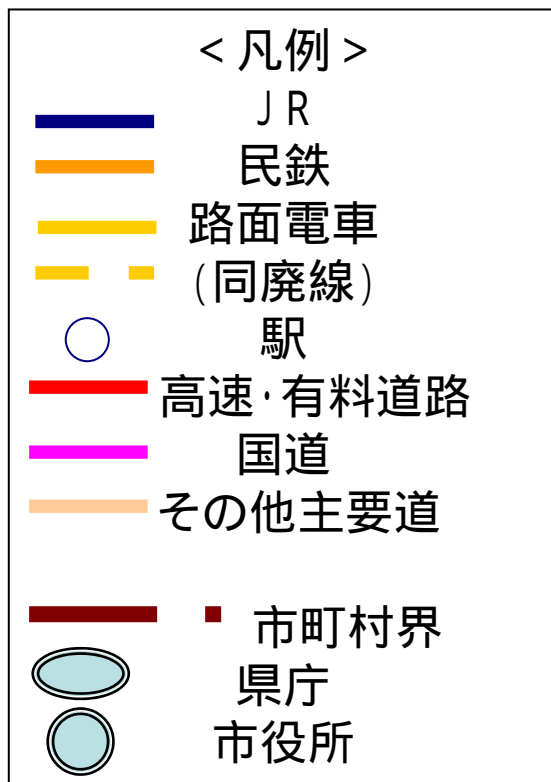 <凡例>
JR
民鉄
路面電車
(同廃線)
駅
高速・有料道路
国道
その他主要道
市町村界
県庁
市役所